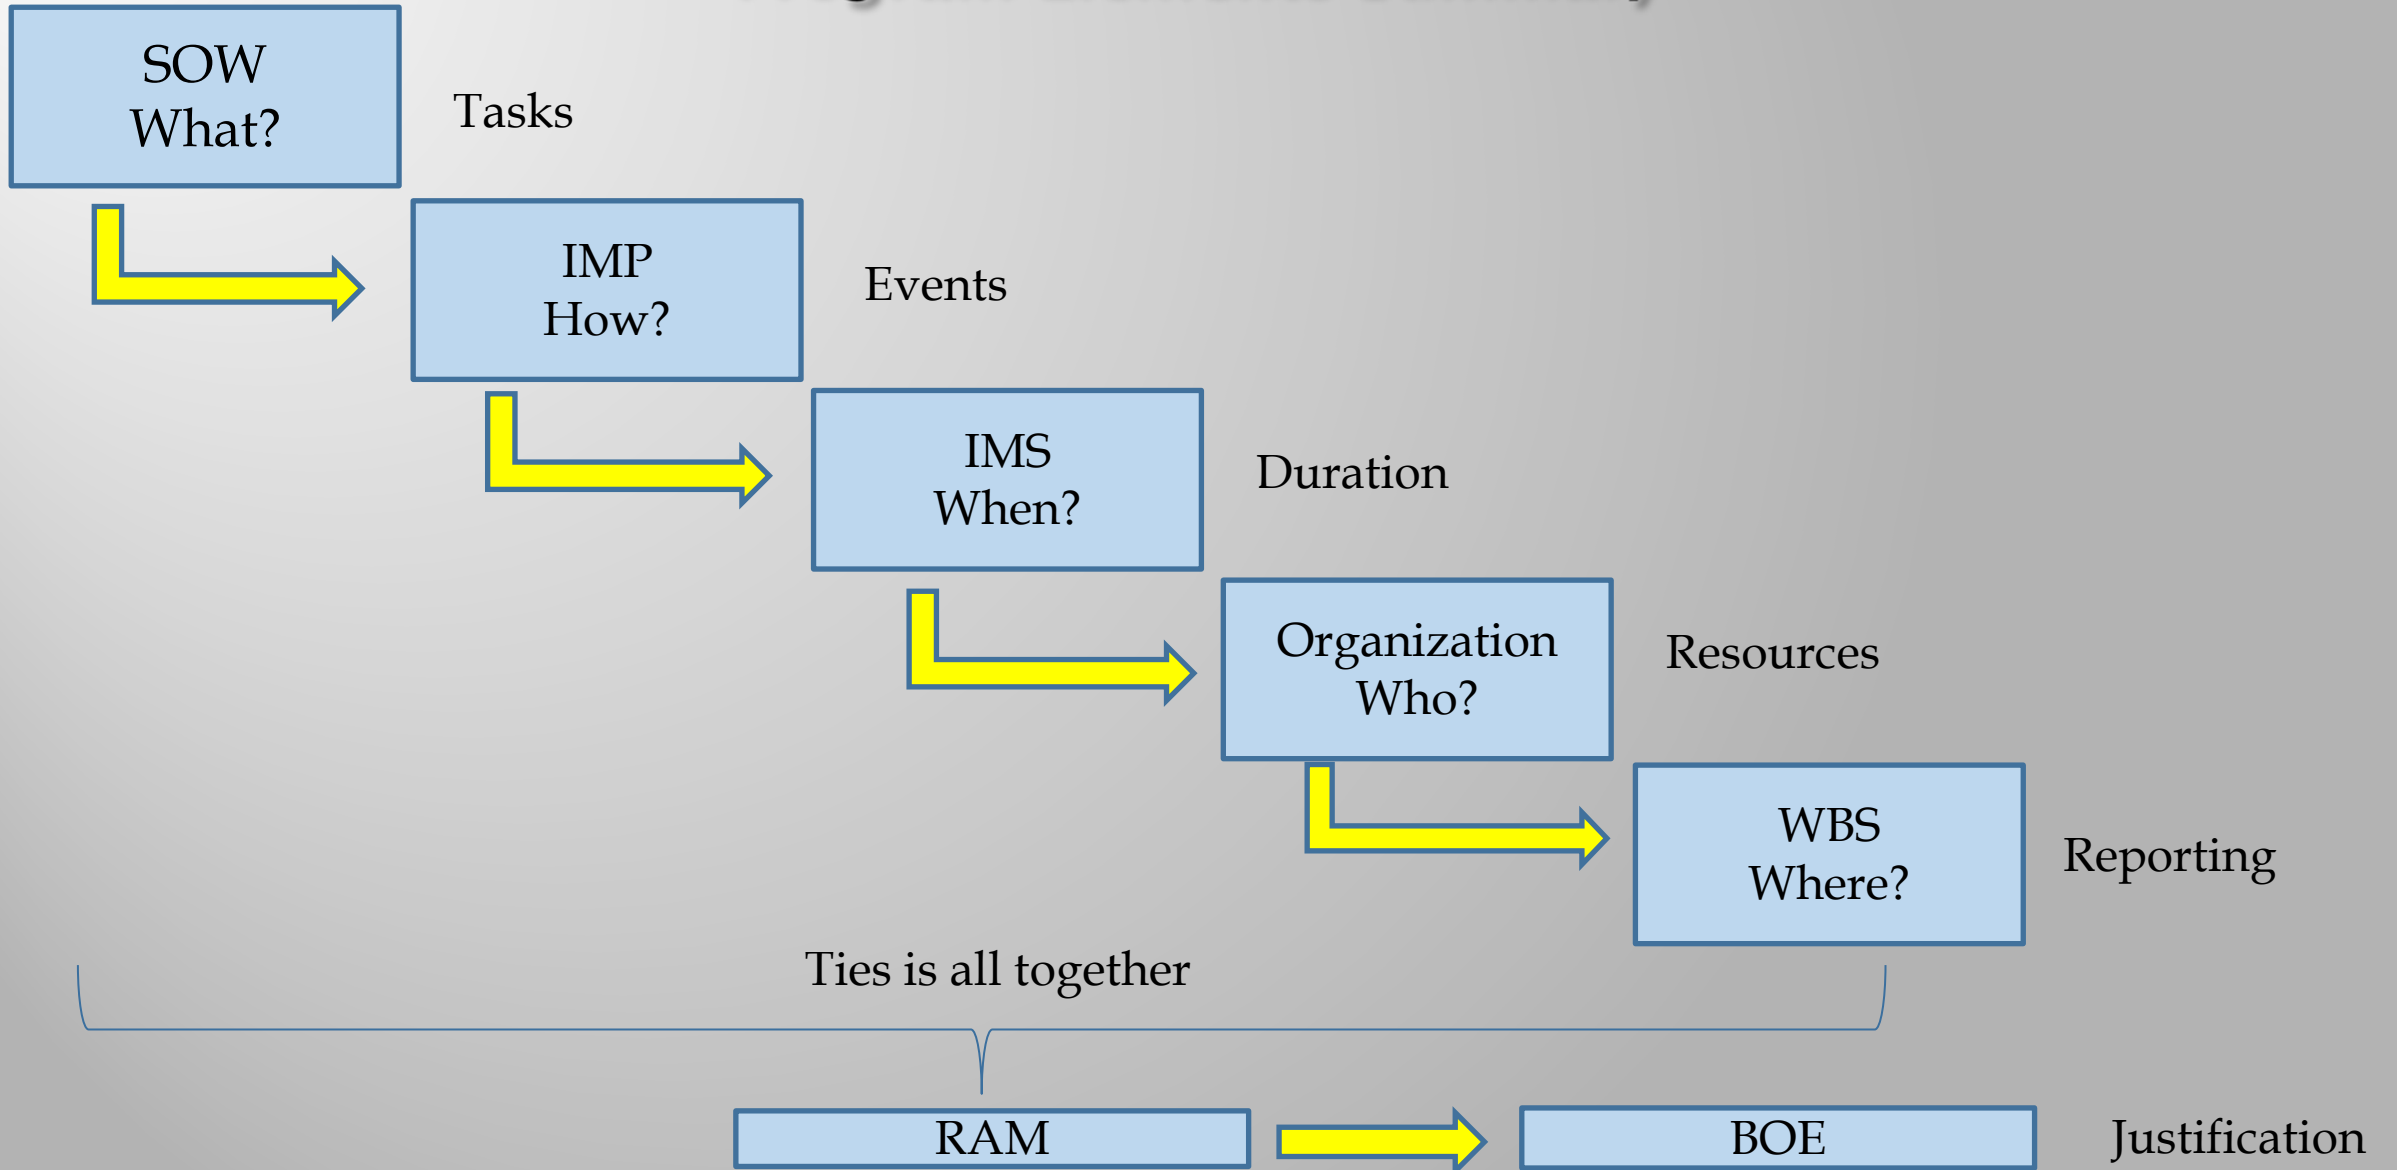 SOW
What?
Tasks
IMP
How?
Events
IMS
When?
Duration
Organization
Who?
Resources
WBS
Where?
Reporting
Ties is all together
RAM
BOE
Justification